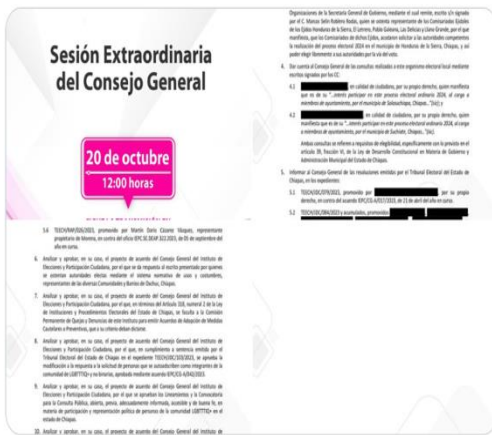 Sesión Extraordinaria
del Consejo General
20 de octubre
12:00 horas
5.6 TEECH/RAP/026/2023, promovido por Martín Darío Cázarez Vázquez, representante
propietario de Morena, en contra del oficio IEPC.SE.DEAP.322.2023, de 05 de septiembre del
año en curso.
6. Analizar y aprobar, en su caso, el proyecto de acuerdo del Consejo General del Instituto de
Elecciones y Participación Ciudadana, por el que se da respuesta al escrito presentado por quienes
se ostentan autoridades electas mediante el sistema normativo de usos y costumbres,
representantes de las diversas Comunidades y Barrios de Oxchuc, Chiapas.
7. Analizar y aprobar, en su caso, el proyecto de acuerdo del Consejo General del Instituto de
Elecciones y Participación Ciudadana, por el que, en términos del Artículo 310, numeral 2 de la Ley
de Instituciones y Procedimientos Electorales del Estado de Chiapas, se faculta a la Comisión
Permanente de Quejas y Denuncias de este Instituto para emitir Acuerdos de Adopción de Medidas
Cautelares o Preventivas, que a su criterio deban dictarse.
8. Analizar y aprobar, en su caso, el proyecto de acuerdo del Consejo General del Instituto de
Elecciones y Participación Ciudadana, por el que, en cumplimiento a sentencia emitida por el
Tribunal Electoral del Estado de Chiapas en el expediente TEECH/JDC/103/2023, se aprueba la
modificación a la respuesta a la solicitud de personas que se autoadscriben como integrantes de la
comunidad de LGBTTTIQ+ y no binarias, aprobado mediante acuerdo IEPC/CG-A/042/2023.
9. Analizar y aprobar, en su caso, el proyecto de acuerdo del Consejo General del Instituto de
Elecciones y Participación Ciudadana, por el que se aprueban los Lineamientos y la Convocatoria
para la Consulta Pública, abierta, previa, adecuadamente informada, accesible y de buena fe, en
materia de participación y representación política de personas de la comunidad LGBTTTIQ+ en el
estado de Chiapas.
10. Analizar y aprobar, en su caso, el proyecto de acuerdo del Consejo General del Instituto de
Organizaciones de la Secretaría General de Gobierno, mediante el cual remite, escrito s/n signado
por el C. Marcos Selín Robléro Rodas, quien se ostenta representante de los Comisariados Ejidales
de los Ejidos Honduras de la Sierra, El Letrero, Pablo Galeana, Las Delicias y Llano Grande, por el que
manifiesta, que los Comisariados de dichos Ejidos, acuerdan solicitar a las autoridades competentes
la realización del proceso electoral 2024 en el municipio de Honduras de la Sierra, Chiapas, y así
poder elegir libremente a sus autoridades por la vía del voto.
4. Dar cuenta al Consejo General de las consultas realizadas a este organismo electoral local mediante
escritos signados por los CC:
4.1 en calidad de ciudadano, por su propio derecho, quien manifiesta
que es de su "...interés participar en este proceso electoral ordinario 2024, al cargo a
miembros de ayuntamiento, por el municipio de Solosuchiapa, Chiapas..."(sic); y
4.2 en calidad de ciudadano, por su propio derecho, quien
manifiesta que es de su "...interés participar en este proceso electoral ordinario 2024, al cargo
a miembros de ayuntamiento, por el municipio de Suchiate, Chiapas..."(sic).
Ambas consultas se refieren a requisitos de elegibilidad, específicamente con lo previsto en el
artículo 39, fracción VI, de la Ley de Desarrollo Constitucional en Materia de Gobierno y
Administración Municipal del Estado de Chiapas.
5. Informar al Consejo General de las resoluciones emitidas por el Tribunal Electoral del Estado de
Chiapas, en los expedientes:
5.1 promovido por por su propio
derecho, en contra del acuerdo IEPC/CG-A/017/2023, de 21 de abril del año en curso.
5.2 y acumulados, promovidos